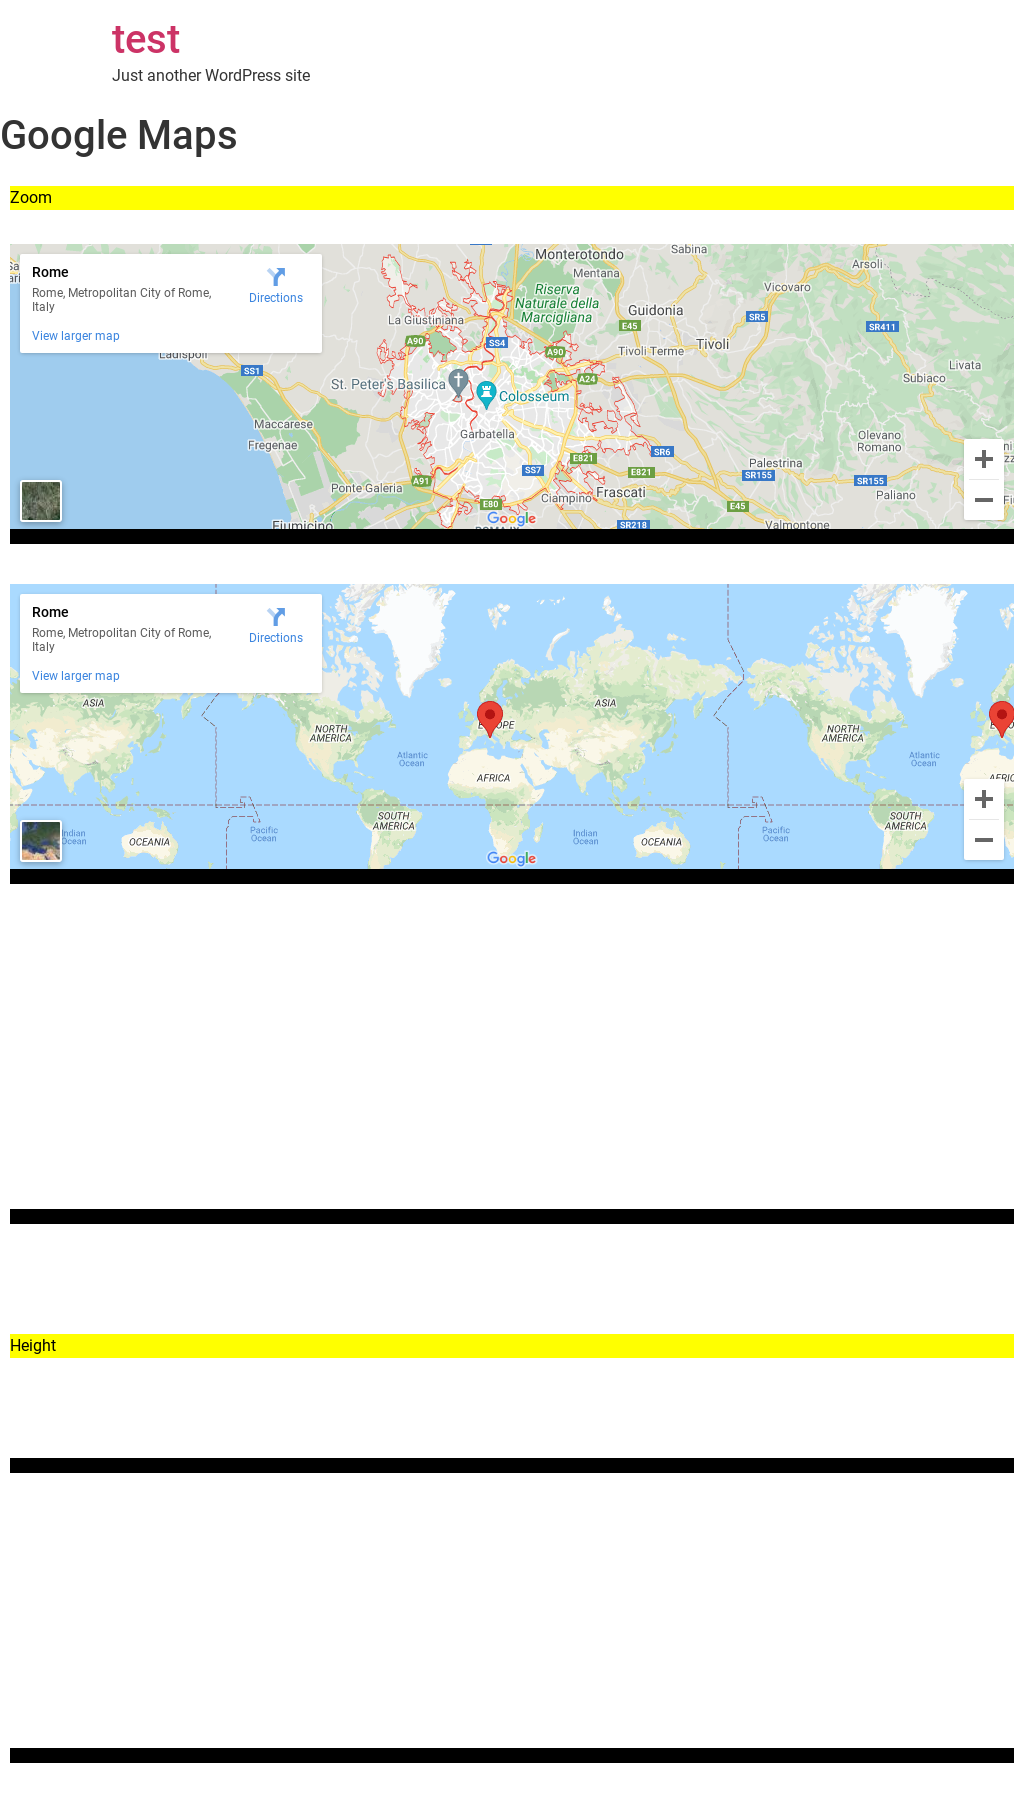 test
Just another WordPress site
Google Maps
Zoom
Rome
Rome, Metropolitan City of Rome,
Italy
Directions
View larger map
Monterotondo
Sabina
Mentana
Arsoli
Riserva
Naturale della
Marcigliana
Vicovaro
Guidonia
La Giustiniana
E45
SR5
SR411
A90
SS4
A90
Tivoli Terme
Tivoli
Ladispoli
SS1
St. Peter's Basilica
A24
Livata
Subiaco
Colosseum
Maccarese
Garbatella
Fregenae
Olevano
Romano
SR6
E821
Palestrina
SS7
E821
SR155
SR155
Ponte Galeria
A91
Ciampino
Frascati
Paliano
E80
E45
Google
Fiumicino
SR218
Valmontone
Rome
Rome, Metropolitan City of Rome,
Italy
Directions
View larger map
ASIA
ASIA
EUROPE
NORTH
AMERICA
NORTH
AMERICA
Atlantic
Ocean
Atlantic
Ocean
AFRICA
SOUTH
AMERICA
SOUTH
AMERICA
Indian
Ocean
OCEANIA
Pacific
Ocean
Indian
Ocean
OCEANIA
Pacific
Ocean
Google
Height